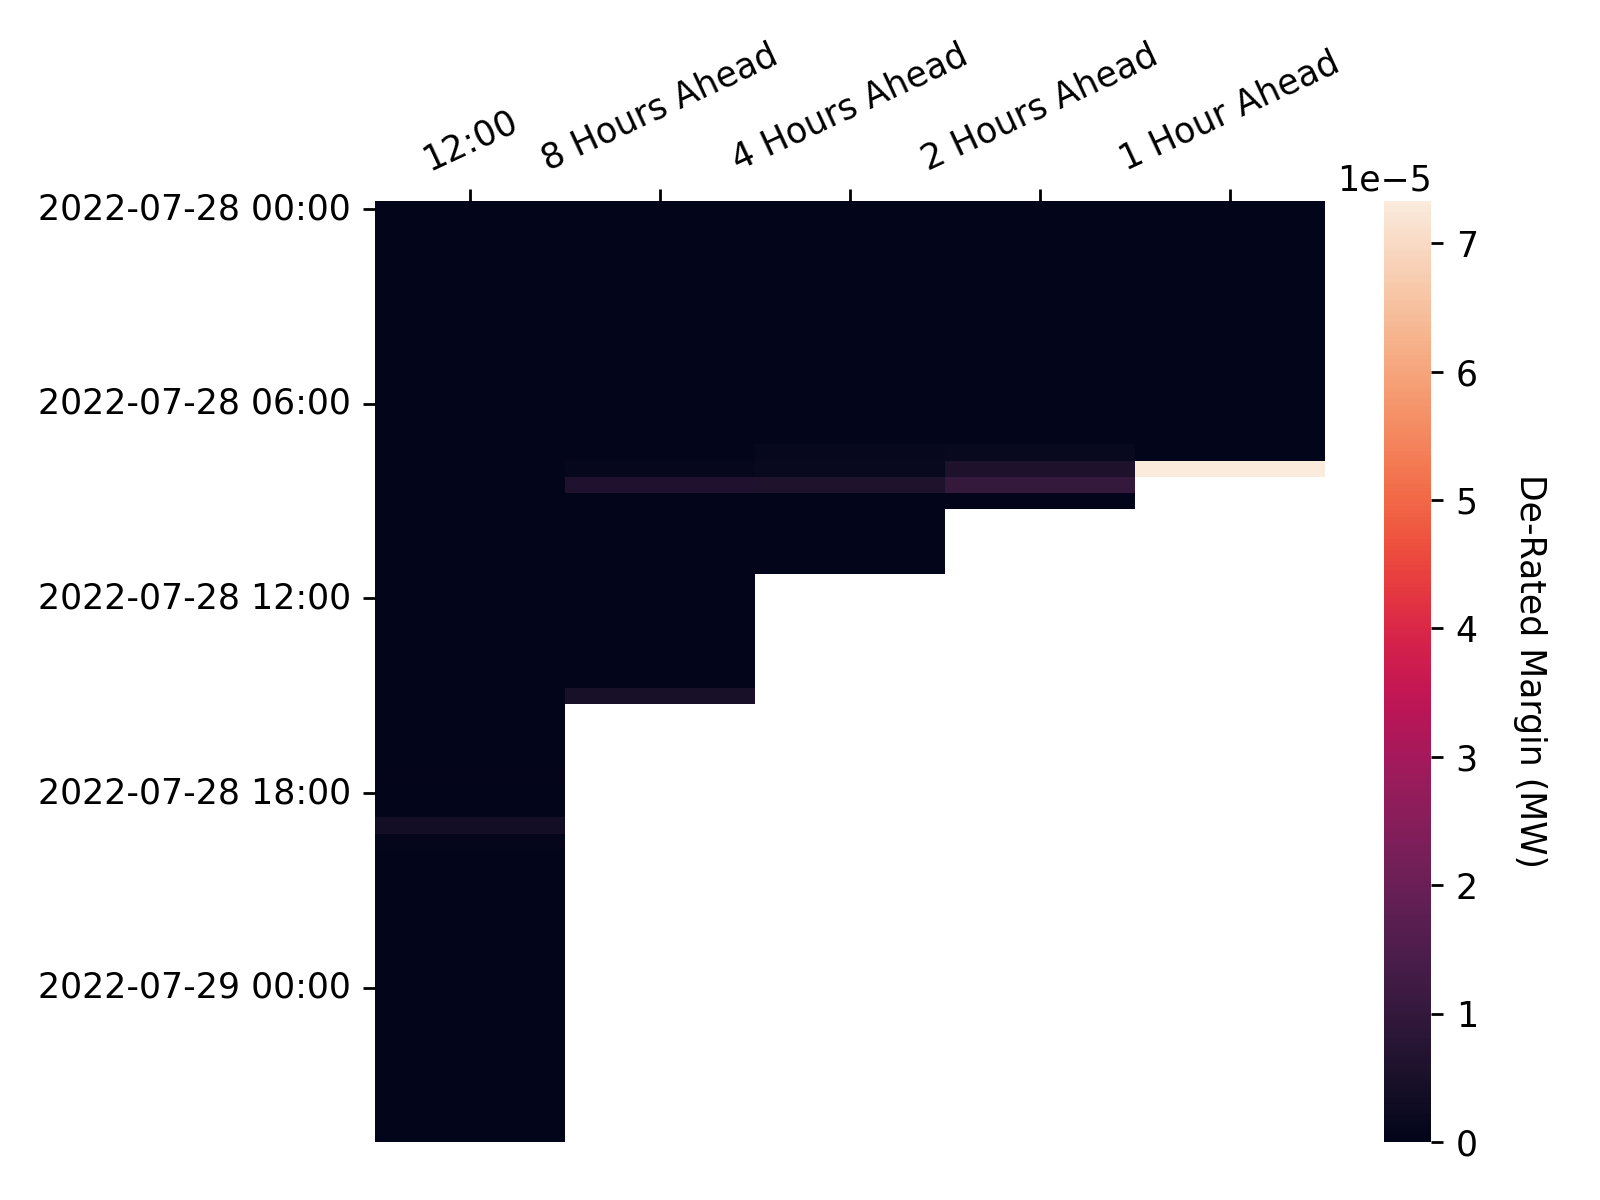 12:00
8 Hours Ahead
4 Hours Ahead
2 Hours Ahead
1 Hour Ahead
1e−5
2022-07-28 00:00
2022-07-28 06:00
2022-07-28 12:00
2022-07-28 18:00
2022-07-29 00:00
7
6
5
4
3
2
1
0
De-Rated Margin (MW)